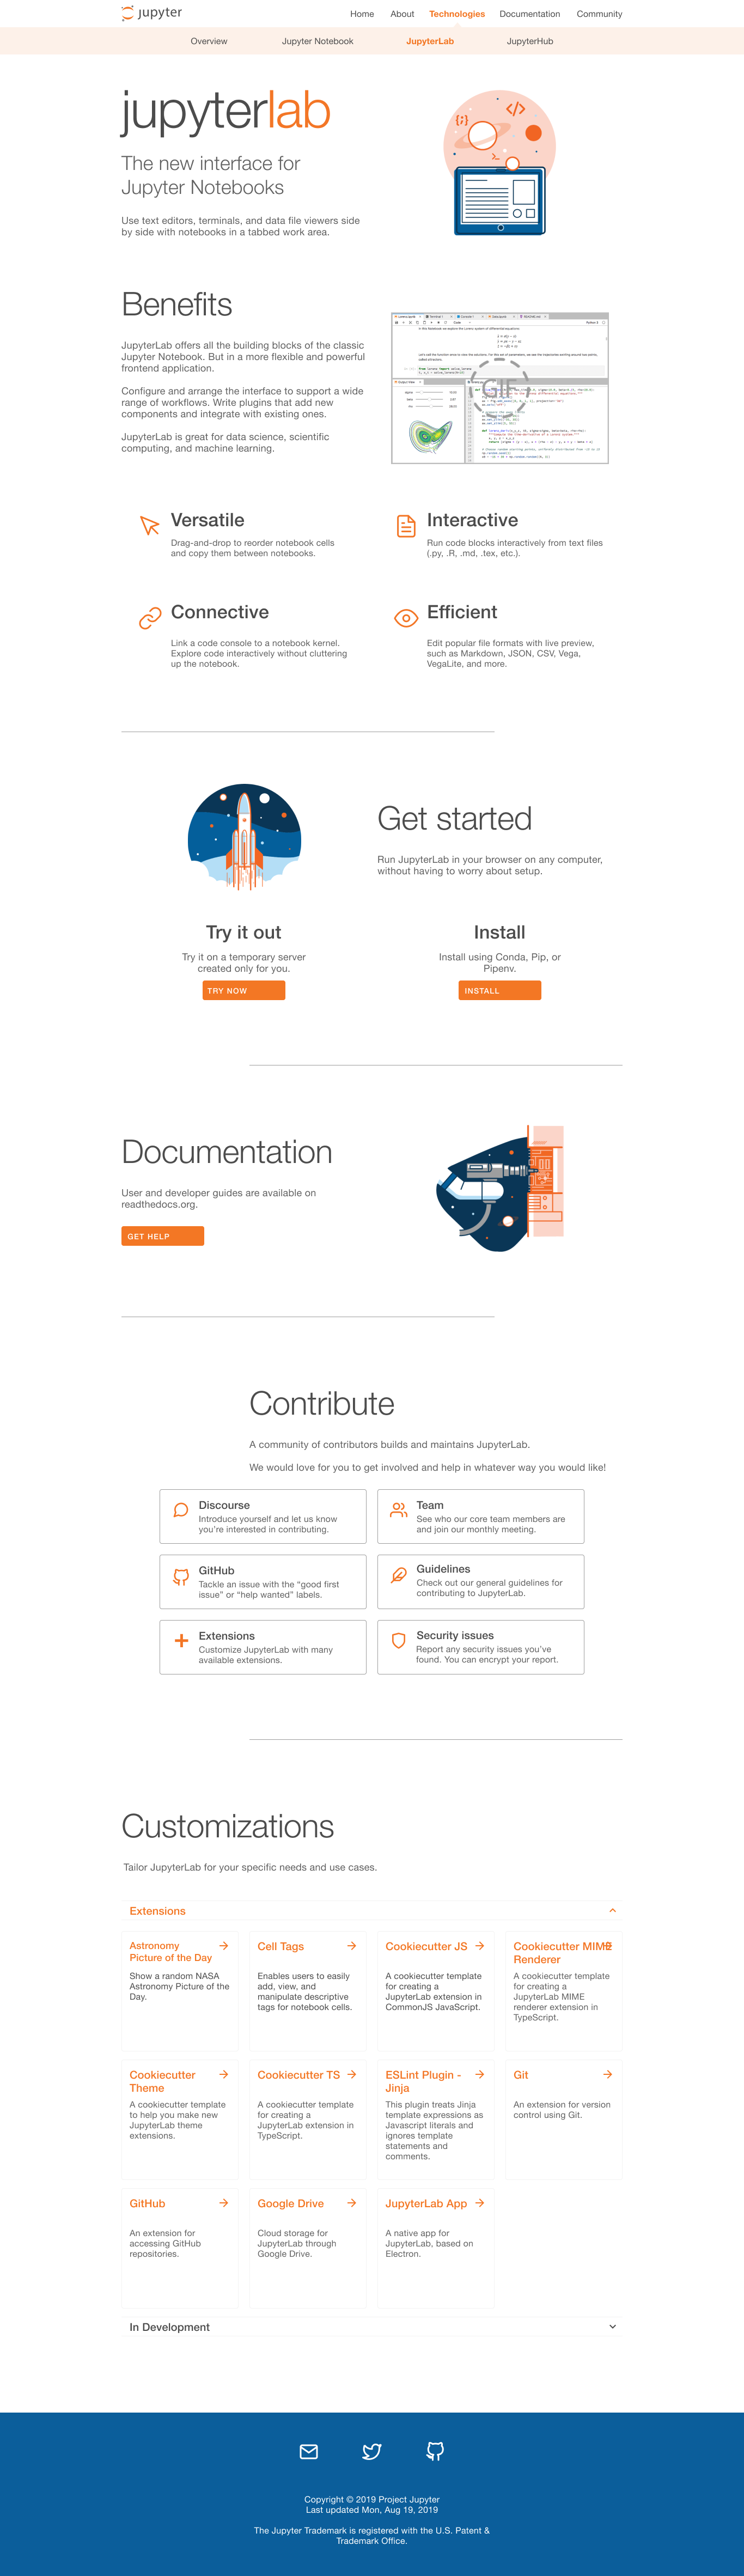 jupyter
Home About Technologies Documentation Community
Overview Jupyter Notebook JupyterLab JupyterHub
jupyterlab
The new interface for
Jupyter Notebooks
Use text editors, terminals, and data file viewers side
by side with notebooks in a tabbed work area.
Benefits
JupyterLab offers all the building blocks of the classic
Jupyter Notebook. But in a more flexible and powerful
frontend application.
Configure and arrange the interface to support a wide
range of workflows. Write plugins that add new
components and integrate with existing ones.
JupyterLab is great for data science, scientific
computing, and machine learning.
GIF
Versatile
Drag-and-drop to reorder notebook cells
and copy them between notebooks.
Interactive
Run code blocks interactively from text files
(.py, .R, .md, .tex, etc.).
Connective
Link a code console to a notebook kernel.
Explore code interactively without cluttering
up the notebook.
Efficient
Edit popular file formats with live preview,
such as Markdown, JSON, CSV, Vega,
VegaLite, and more.
Get started
Run JupyterLab in your browser on any computer,
without having to worry about setup.
Try it out
Try it on a temporary server
created only for you.
TRY NOW
Install
Install using Conda, Pip, or
Pipenv.
INSTALL
Documentation
User and developer guides are available on
readthedocs.org.
GET HELP
Contribute
A community of contributors builds and maintains JupyterLab.
We would love for you to get involved and help in whatever way you would like!
Discourse
Introduce yourself and let us know
you're interested in contributing.
Team
See who our core team members are
and join our monthly meeting.
GitHub
Tackle an issue with the "good first
issue" or "help wanted" labels.
Guidelines
Check out our general guidelines for
contributing to JupyterLab.
Extensions
Customize JupyterLab with many
available extensions.
Security issues
Report any security issues you've
found. You can encrypt your report.
Customizations
Tailor JupyterLab for your specific needs and use cases.
Extensions
Astronomy
Picture of the Day
Show a random NASA
Astronomy Picture of the
Day.
Cell Tags
Enables users to easily
add, view, and
manipulate descriptive
tags for notebook cells.
Cookiecutter JS
A cookiecutter template
for creating a
JupyterLab extension in
CommonJS JavaScript.
Cookiecutter MIME
Renderer
A cookiecutter template
for creating a
JupyterLab MIME
renderer extension in
TypeScript.
Cookiecutter
Theme
A cookiecutter template
to help you make new
JupyterLab theme
extensions.
Cookiecutter TS
A cookiecutter template
for creating a
JupyterLab extension in
TypeScript.
ESLint Plugin -
Jinja
This plugin treats Jinja
template expressions as
Javascript literals and
ignores template
statements and
comments.
Git
An extension for version
control using Git.
GitHub
An extension for
accessing GitHub
repositories.
Google Drive
Cloud storage for
JupyterLab through
Google Drive.
JupyterLab App
A native app for
JupyterLab, based on
Electron.
In Development
Copyright © 2019 Project Jupyter
Last updated Mon, Aug 19, 2019
The Jupyter Trademark is registered with the U.S. Patent &
Trademark Office.